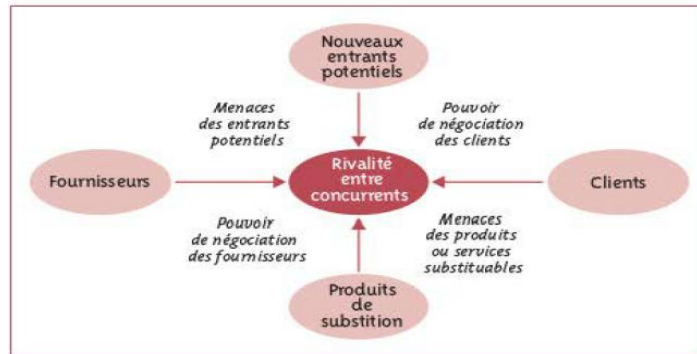 Nouveaux
entrants
potentiels
Menaces
des entrants
potentiels
Pouvoir
de négociation
des clients
Fournisseurs
Rivalité
entre
concurrents
Clients
Pouvoir
de négociation
des fournisseurs
Menaces
des produits
ou services
substituables
Produits
de
substition